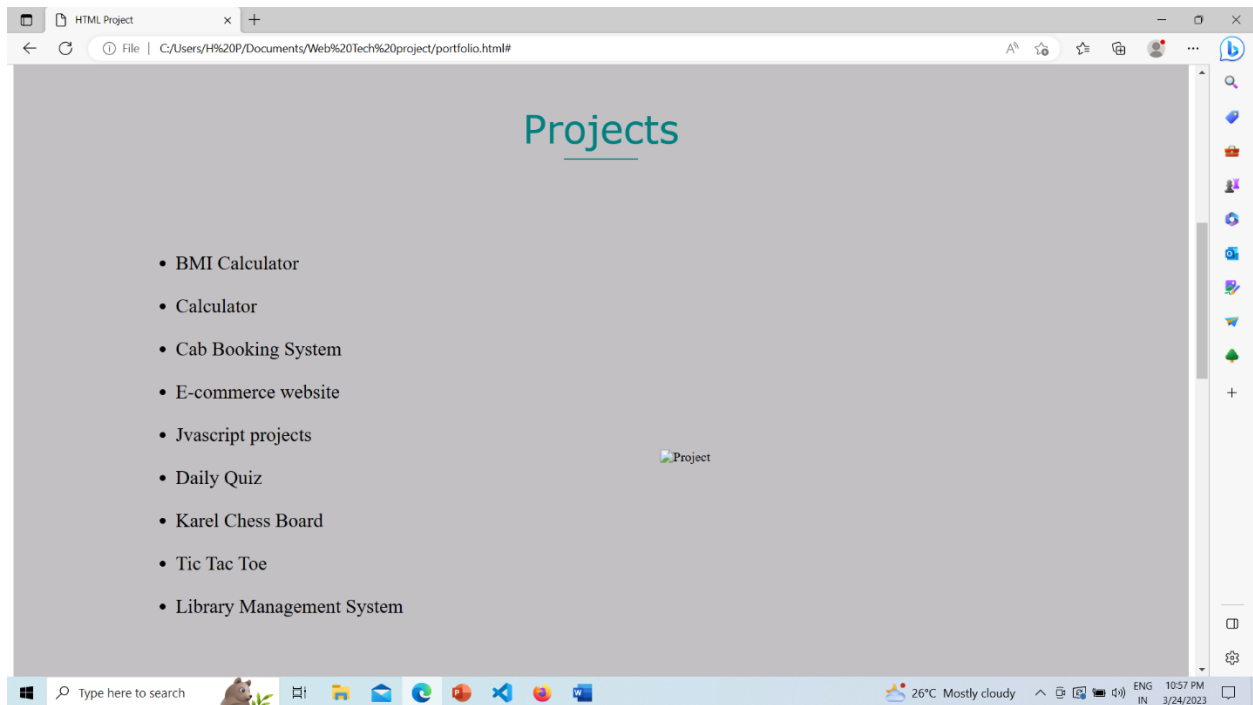 HTML Project
File | C:/Users/H%20P/Documents/Web%20Tech%20project/portfolio.html#
Projects
• BMI Calculator
• Calculator
• Cab Booking System
• E-commerce website
• Jvascript projects
• Daily Quiz
• Karel Chess Board
• Tic Tac Toe
• Library Management System
Project
Type here to search
26°C Mostly cloudy
ENG
IN
10:57 PM
3/24/2023